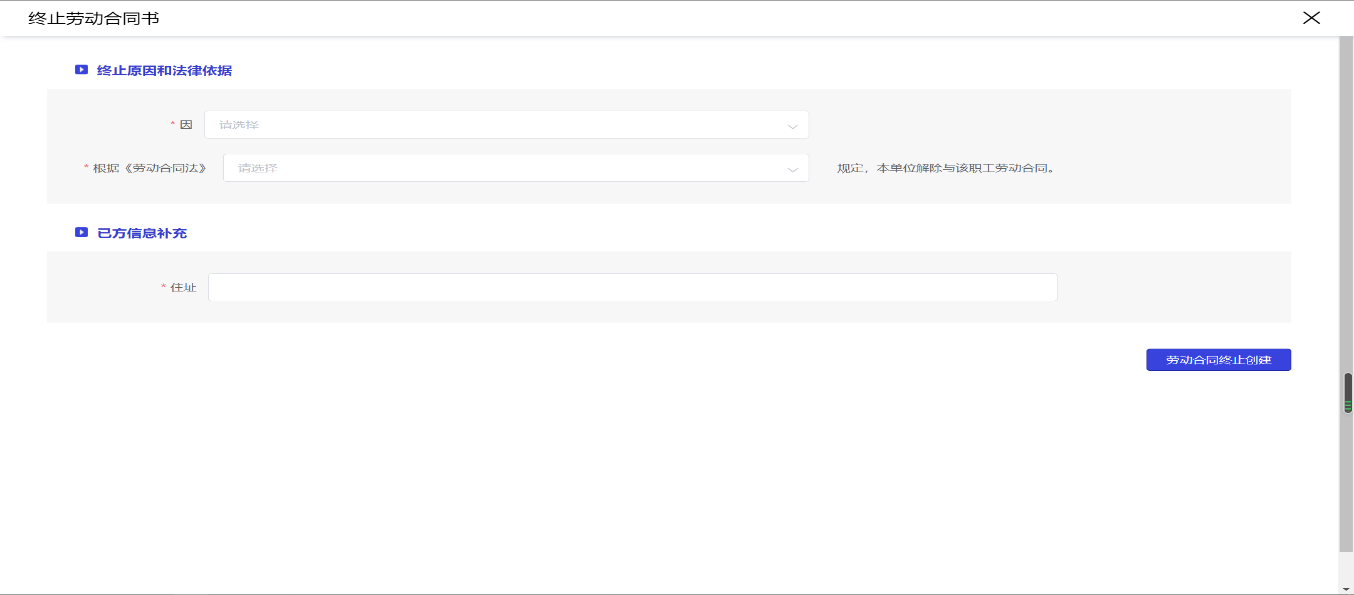 终止劳动合同书
终止原因和法律依据
* 因 请选择
* 根据《劳动合同法》 请选择 规定，本单位解除与该职工劳动合同。
已方信息补充
* 住址
劳动合同终止创建